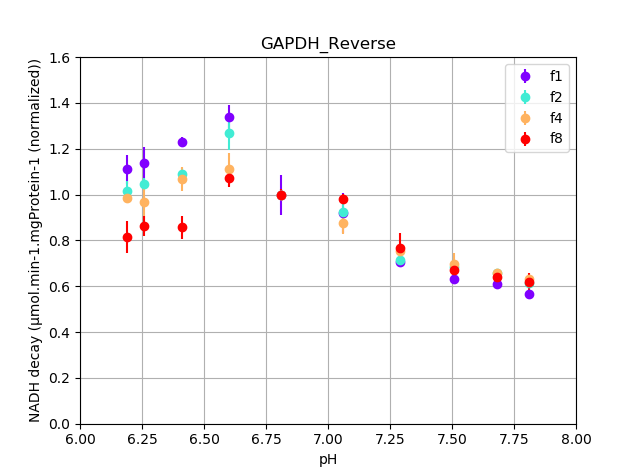 GAPDH_Reverse
NADH decay (μmol.min-1.mgProtein-1 (normalized))
1.6
1.4
1.2
1.0
0.8
0.6
0.4
0.2
0.0
f1
f2
f4
f8
6.00 6.25 6.50 6.75 7.00 7.25 7.50 7.75 8.00
pH